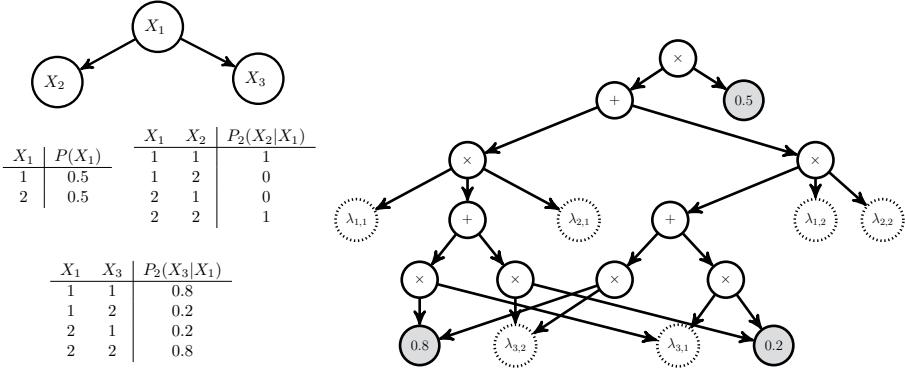 X₁
X₂ X₃
X₁ P(X₁)
1 0.5
2 0.5
X₁ X₂ P₂(X₂|X₁)
1 1 1
1 2 0
2 1 0
2 2 1
X₁ X₃ P₂(X₃|X₁)
1 1 0.8
1 2 0.2
2 1 0.2
2 2 0.8
×
+ 0.5
× ×
λ₁,₁ + λ₂,₁ + λ₁,₂ λ₂,₂
× × × ×
0.8 λ₃,₂ λ₃,₁ 0.2